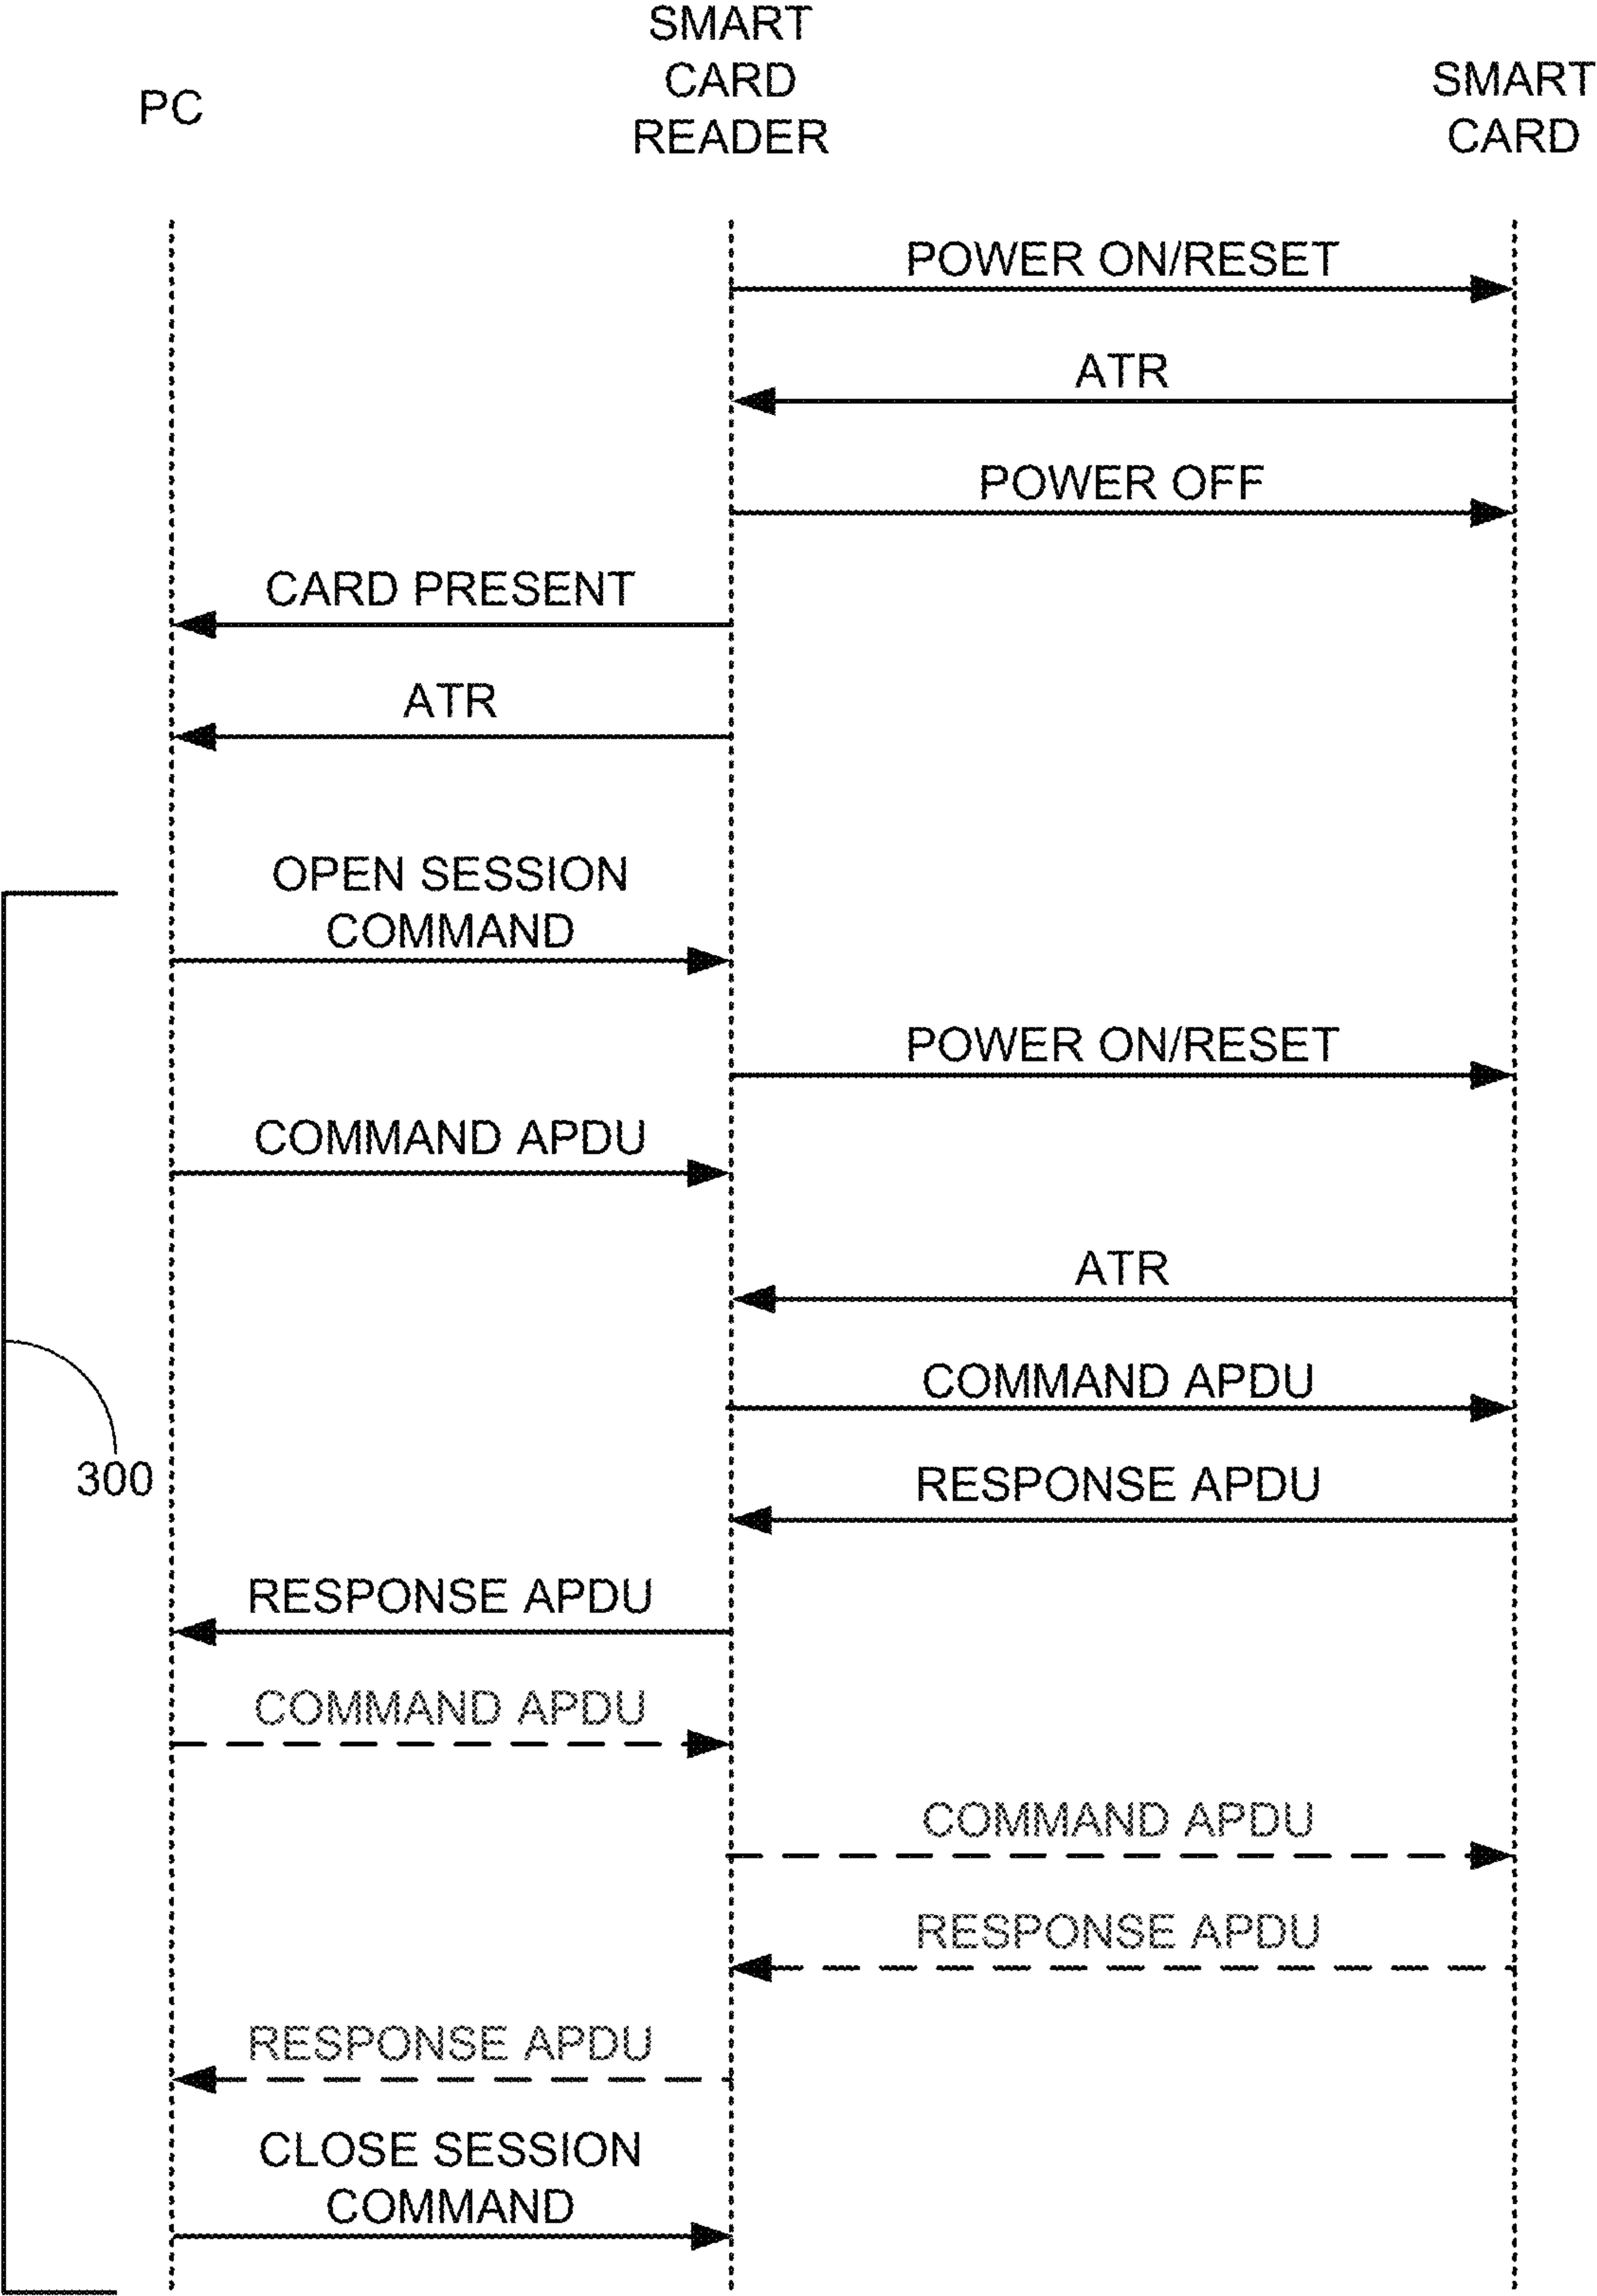 SMART
CARD
READER
PC
SMART
CARD
POWER ON/RESET
ATR
POWER OFF
CARD PRESENT
ATR
OPEN SESSION
COMMAND
POWER ON/RESET
COMMAND APDU
ATR
COMMAND APDU
300
RESPONSE APDU
RESPONSE APDU
COMMAND APDU
COMMAND APDU
RESPONSE APDU
RESPONSE APDU
CLOSE SESSION
COMMAND